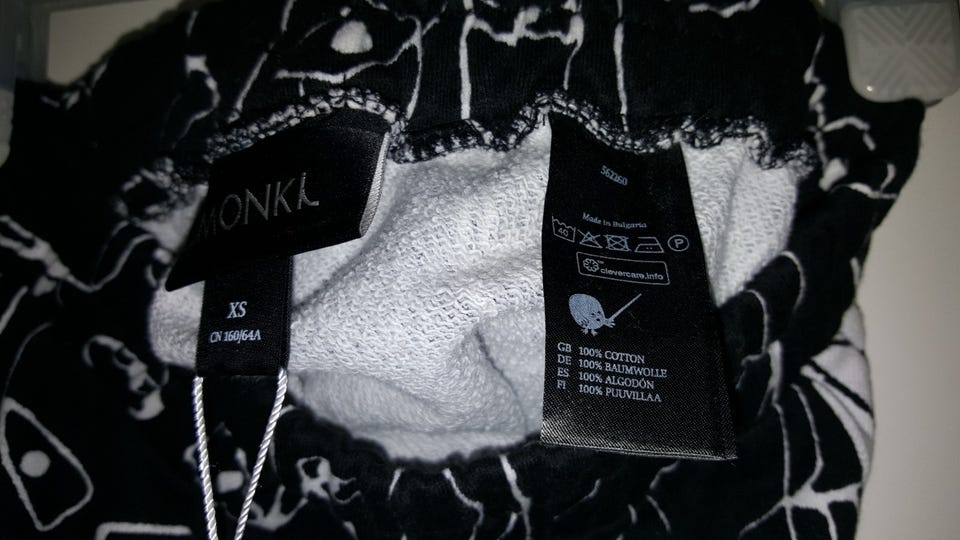 MONKI
XS
CN 160/64A
562260
Made in Bulgaria
40
P
clevercare.info
GB 100% COTTON
DE 100% BAUMWOLLE
ES 100% ALGODÓN
FI 100% PUUVILLAA